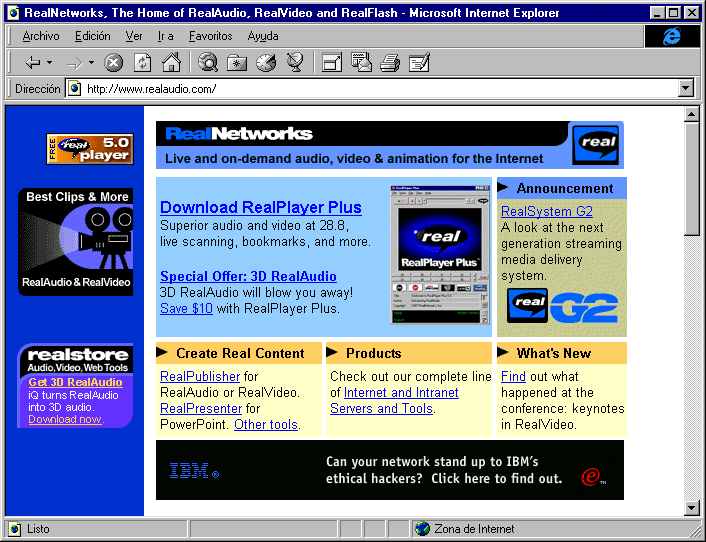 RealNetworks, The Home of RealAudio, RealVideo and RealFlash - Microsoft Internet Explorer
Archivo Edición Ver Ir a Favoritos Ayuda
Dirección http://www.realaudio.com/
FREE real 5.0
player
Best Clips & More
RealAudio & RealVideo
realstore
Audio, Video, Web Tools
Get 3D RealAudio
iQ turns RealAudio
into 3D audio.
Download now.
RealNetworks
real
Live and on-demand audio, video & animation for the Internet
Download RealPlayer Plus
Superior audio and video at 28.8,
live scanning, bookmarks, and more.
Special Offer: 3D RealAudio
3D RealAudio will blow you away!
Save $10 with RealPlayer Plus.
real
RealPlayer Plus
Announcement
RealSystem G2
A look at the next
generation streaming
media delivery
system.
real G2
Create Real Content
RealPublisher for
RealAudio or RealVideo.
RealPresenter for
PowerPoint. Other tools.
Products
Check out our complete line
of Internet and Intranet
Servers and Tools.
What's New
Find out what
happened at the
conference: keynotes
in RealVideo.
IBM®
Can your network stand up to IBM's
ethical hackers? Click here to find out.
e™
Listo
Zona de Internet